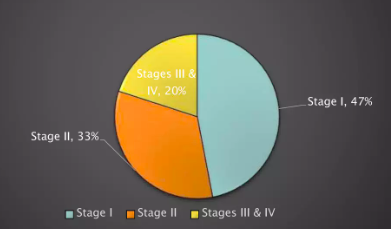 Stages III &
IV, 20%
Stage I, 47%
Stage II, 33%
Stage I Stage II Stages III & IV